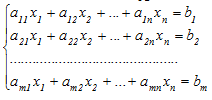 a₁₁x₁ + a₁₂x₂ + ... + a₁ₙxₙ = b₁
a₂₁x₁ + a₂₂x₂ + ... + a₂ₙxₙ = b₂
......................................................
aₘ₁x₁ + aₘ₂x₂ + ... + aₘₙxₙ = bₘ